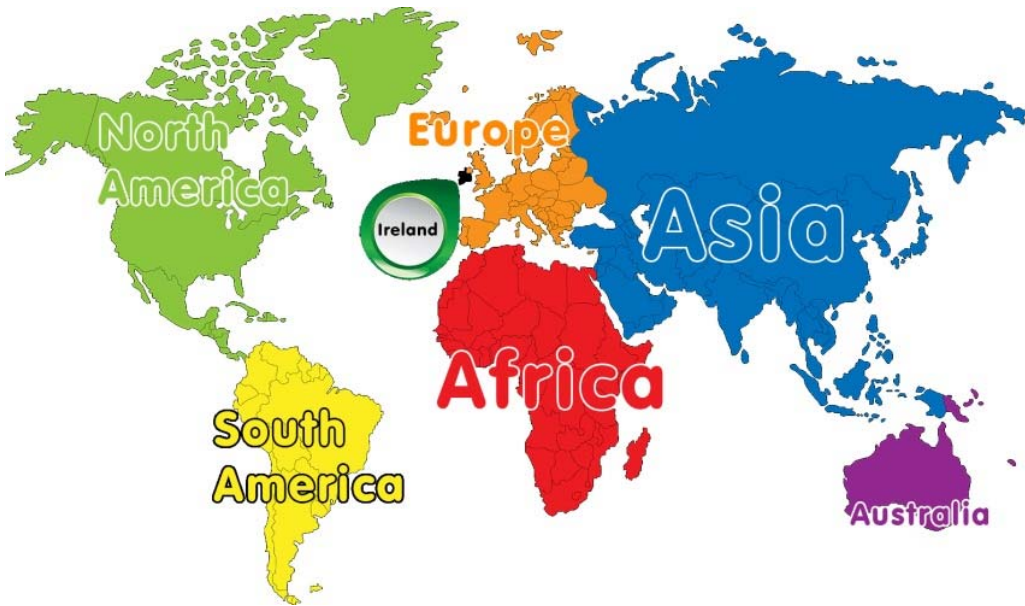 North
America
Europe
Ireland
Asia
Africa
South
America
Australia